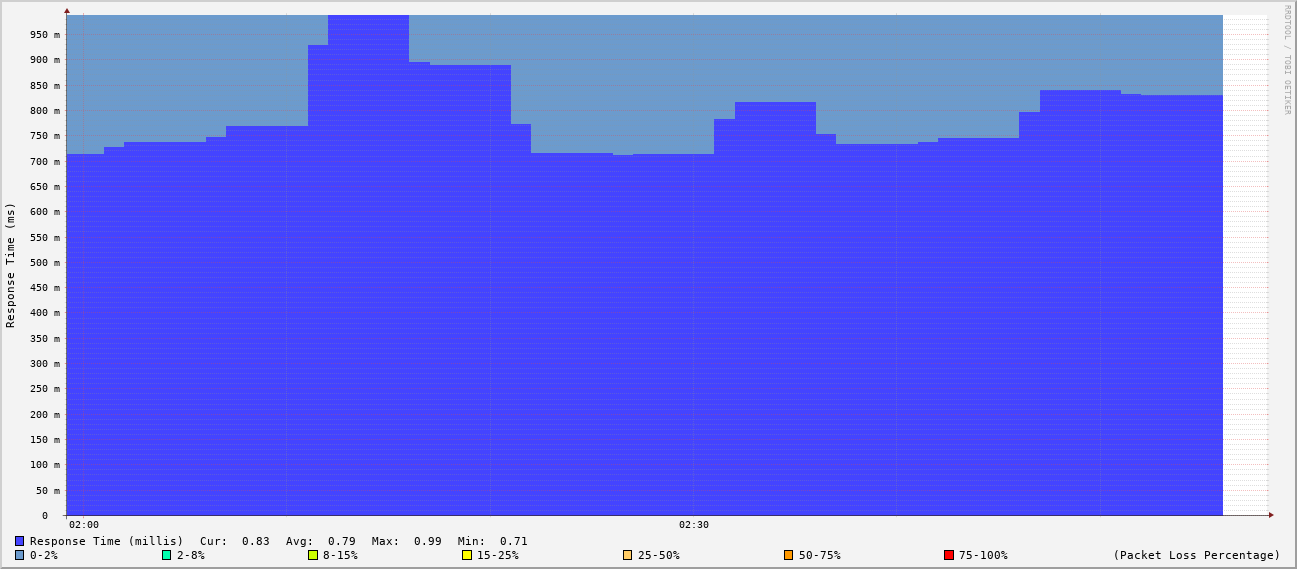 RRDTOOL / TOBI OETIKER
Response Time (ms)
950 m
900 m
850 m
800 m
750 m
700 m
650 m
600 m
550 m
500 m
450 m
400 m
350 m
300 m
250 m
200 m
150 m
100 m
50 m
0
02:00 02:30
Response Time (millis) Cur: 0.83 Avg: 0.79 Max: 0.99 Min: 0.71
0-2% 2-8% 8-15% 15-25% 25-50% 50-75% 75-100% (Packet Loss Percentage)